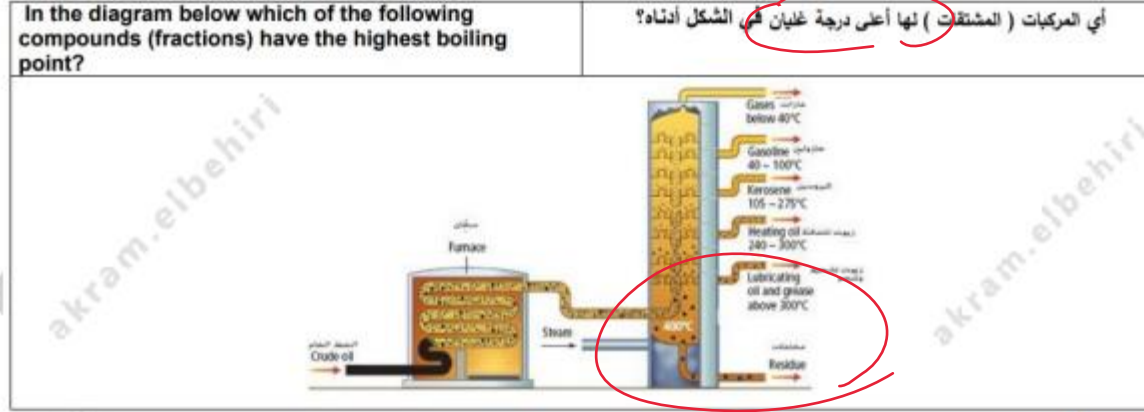 In the diagram below which of the following
compounds (fractions) have the highest boiling
point?
أي المركبات ( المشتقات ) لها أعلى درجة غليان في الشكل أدناه؟
akram.elbehiri
akram.elbehiri
Gases
below 40°C
Gasoline
40 – 100°C
Kerosene
105 – 275°C
Heating oil
240 – 300°C
Lubricating
oil and grease
above 300°C
Furnace
400°C
Steam
النفط الخام
Crude oil
Residue